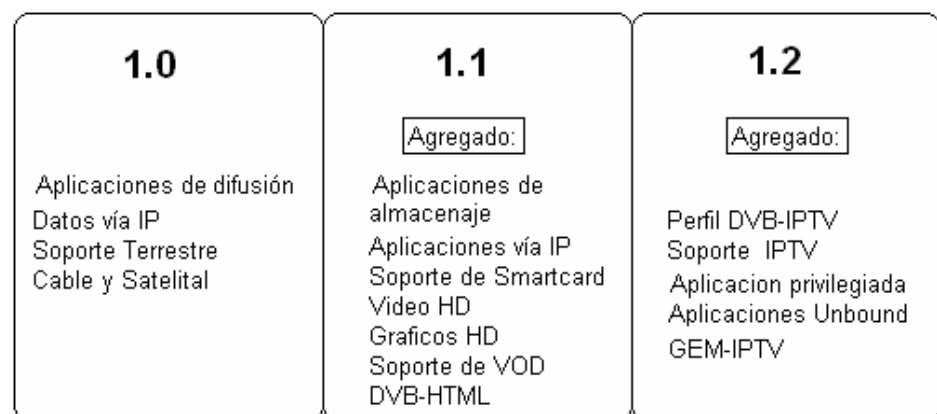 1.0
Aplicaciones de difusión
Datos vía IP
Soporte Terrestre
Cable y Satelital
1.1
Agregado:
Aplicaciones de
almacenaje
Aplicaciones vía IP
Soporte de Smartcard
Video HD
Graficos HD
Soporte de VOD
DVB-HTML
1.2
Agregado:
Perfil DVB-IPTV
Soporte IPTV
Aplicacion privilegiada
Aplicaciones Unbound
GEM-IPTV